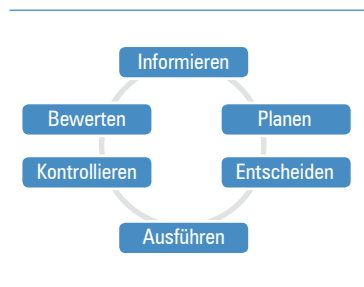 Informieren
Bewerten
Planen
Kontrollieren
Entscheiden
Ausführen